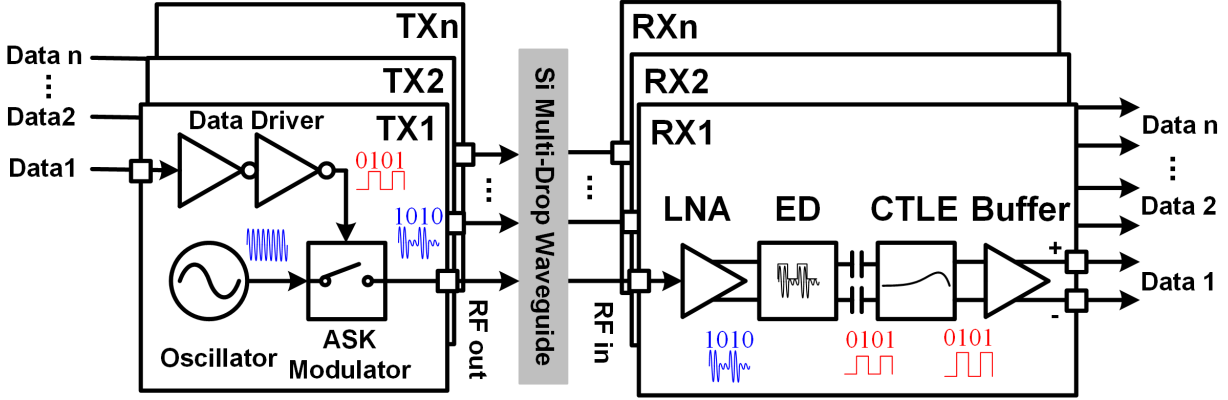 TXn
TX2
TX1
Data n
...
Data2
Data1
Data Driver
0101
1010
Oscillator
ASK
Modulator
RF out
...
Si Multi-Drop Waveguide
...
RF in
RXn
RX2
RX1
LNA
ED
CTLE
Buffer
+
-
1010
0101
0101
Data n
...
Data 2
Data 1